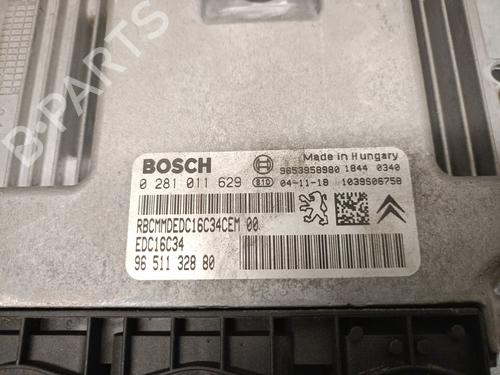 BOSCH
Made in Hungary
9653958980 1844 0340
0 281 011 629 810 04-11-18 1039S06758
RBCMMDEDC16C34CEM 00
EDC16C34
96 511 328 80
B-PARTS